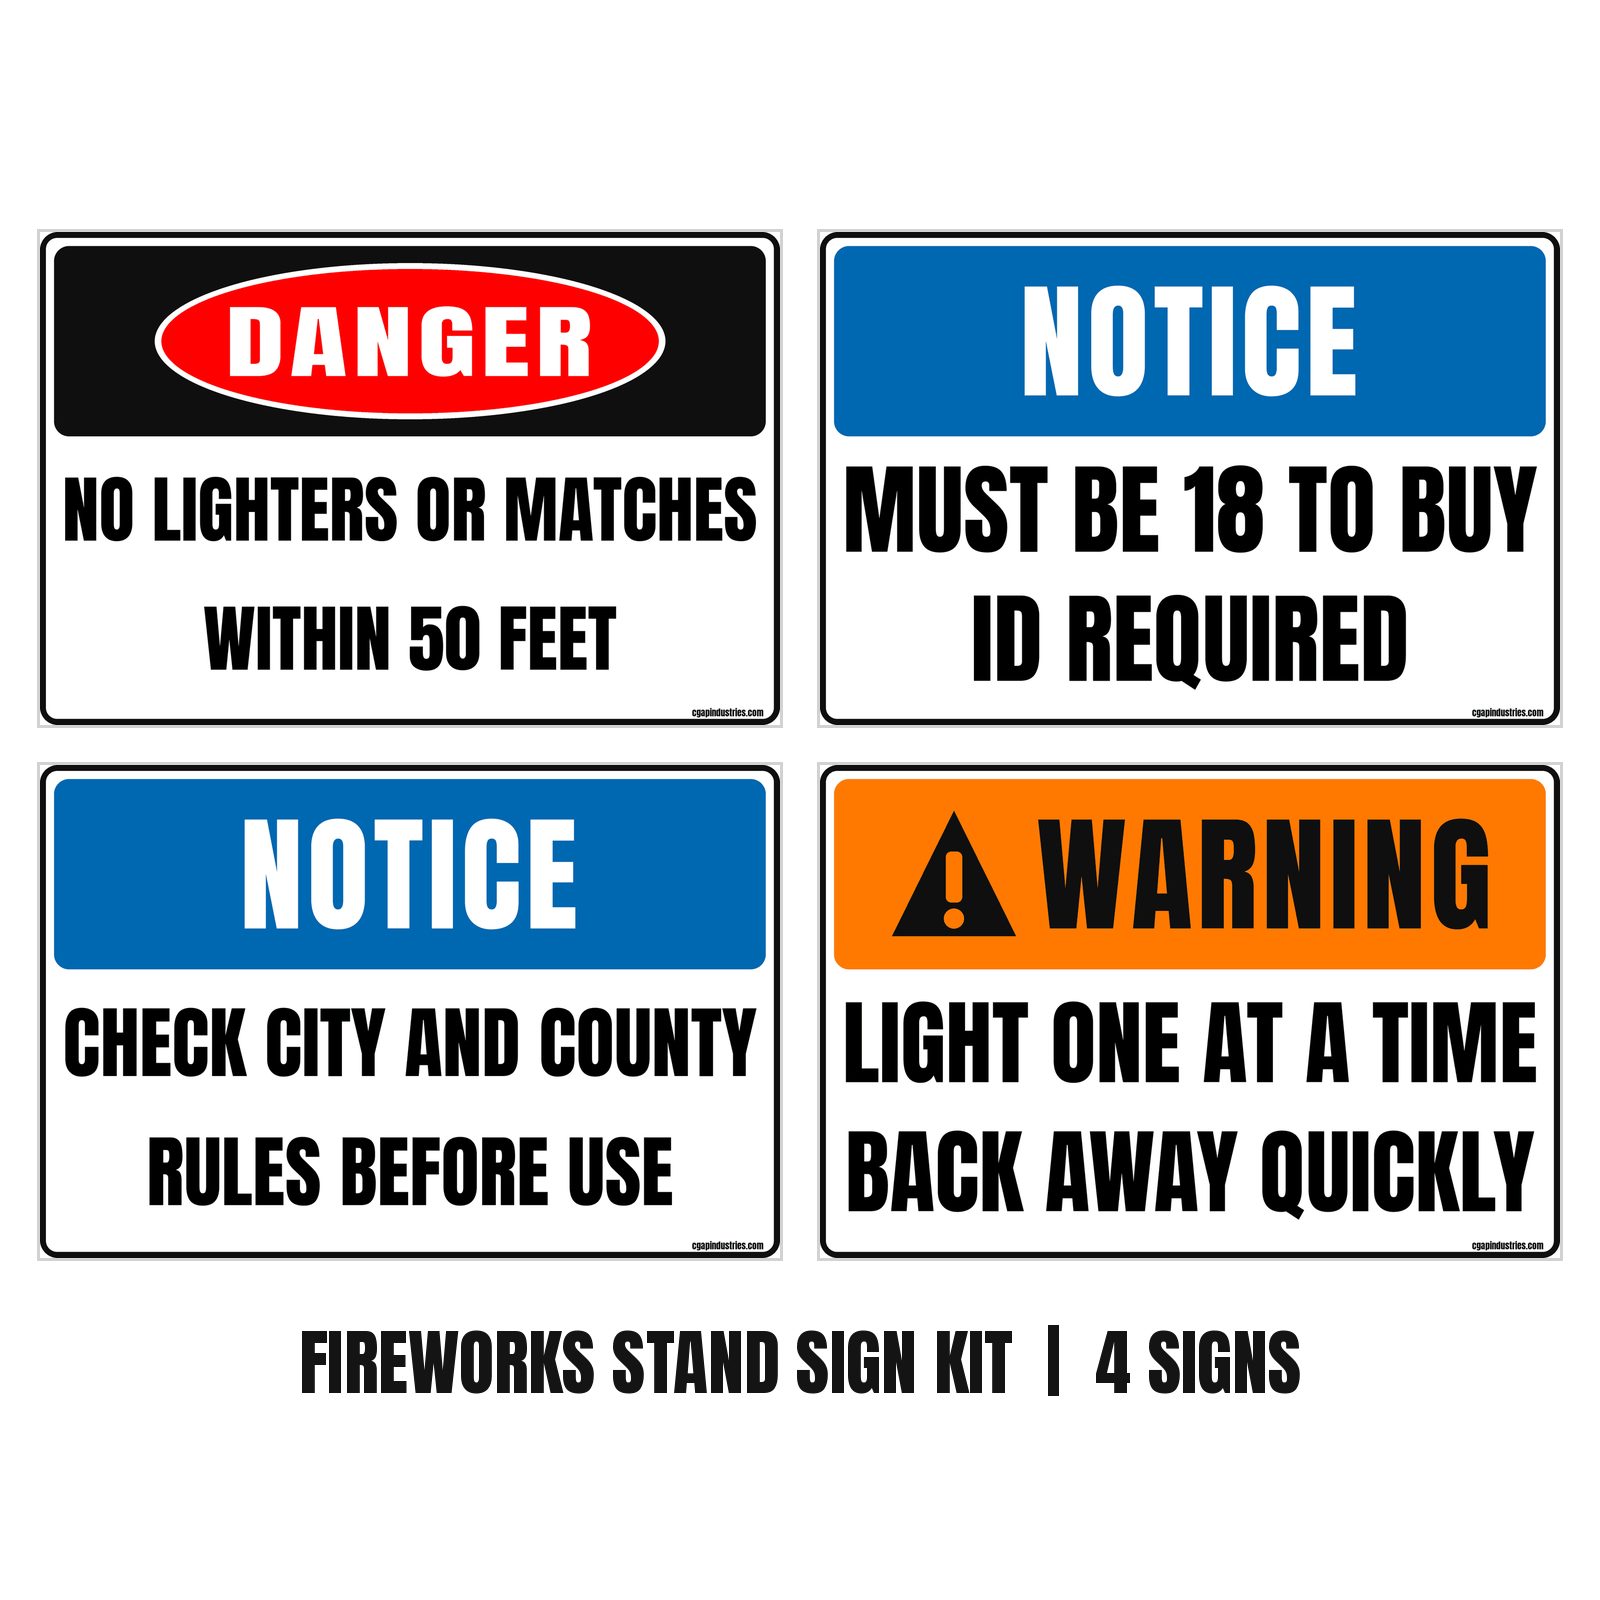 DANGER
NO LIGHTERS OR MATCHES
WITHIN 50 FEET
cgapindustries.com
NOTICE
MUST BE 18 TO BUY
ID REQUIRED
cgapindustries.com
NOTICE
CHECK CITY AND COUNTY
RULES BEFORE USE
cgapindustries.com
WARNING
LIGHT ONE AT A TIME
BACK AWAY QUICKLY
cgapindustries.com
FIREWORKS STAND SIGN KIT | 4 SIGNS